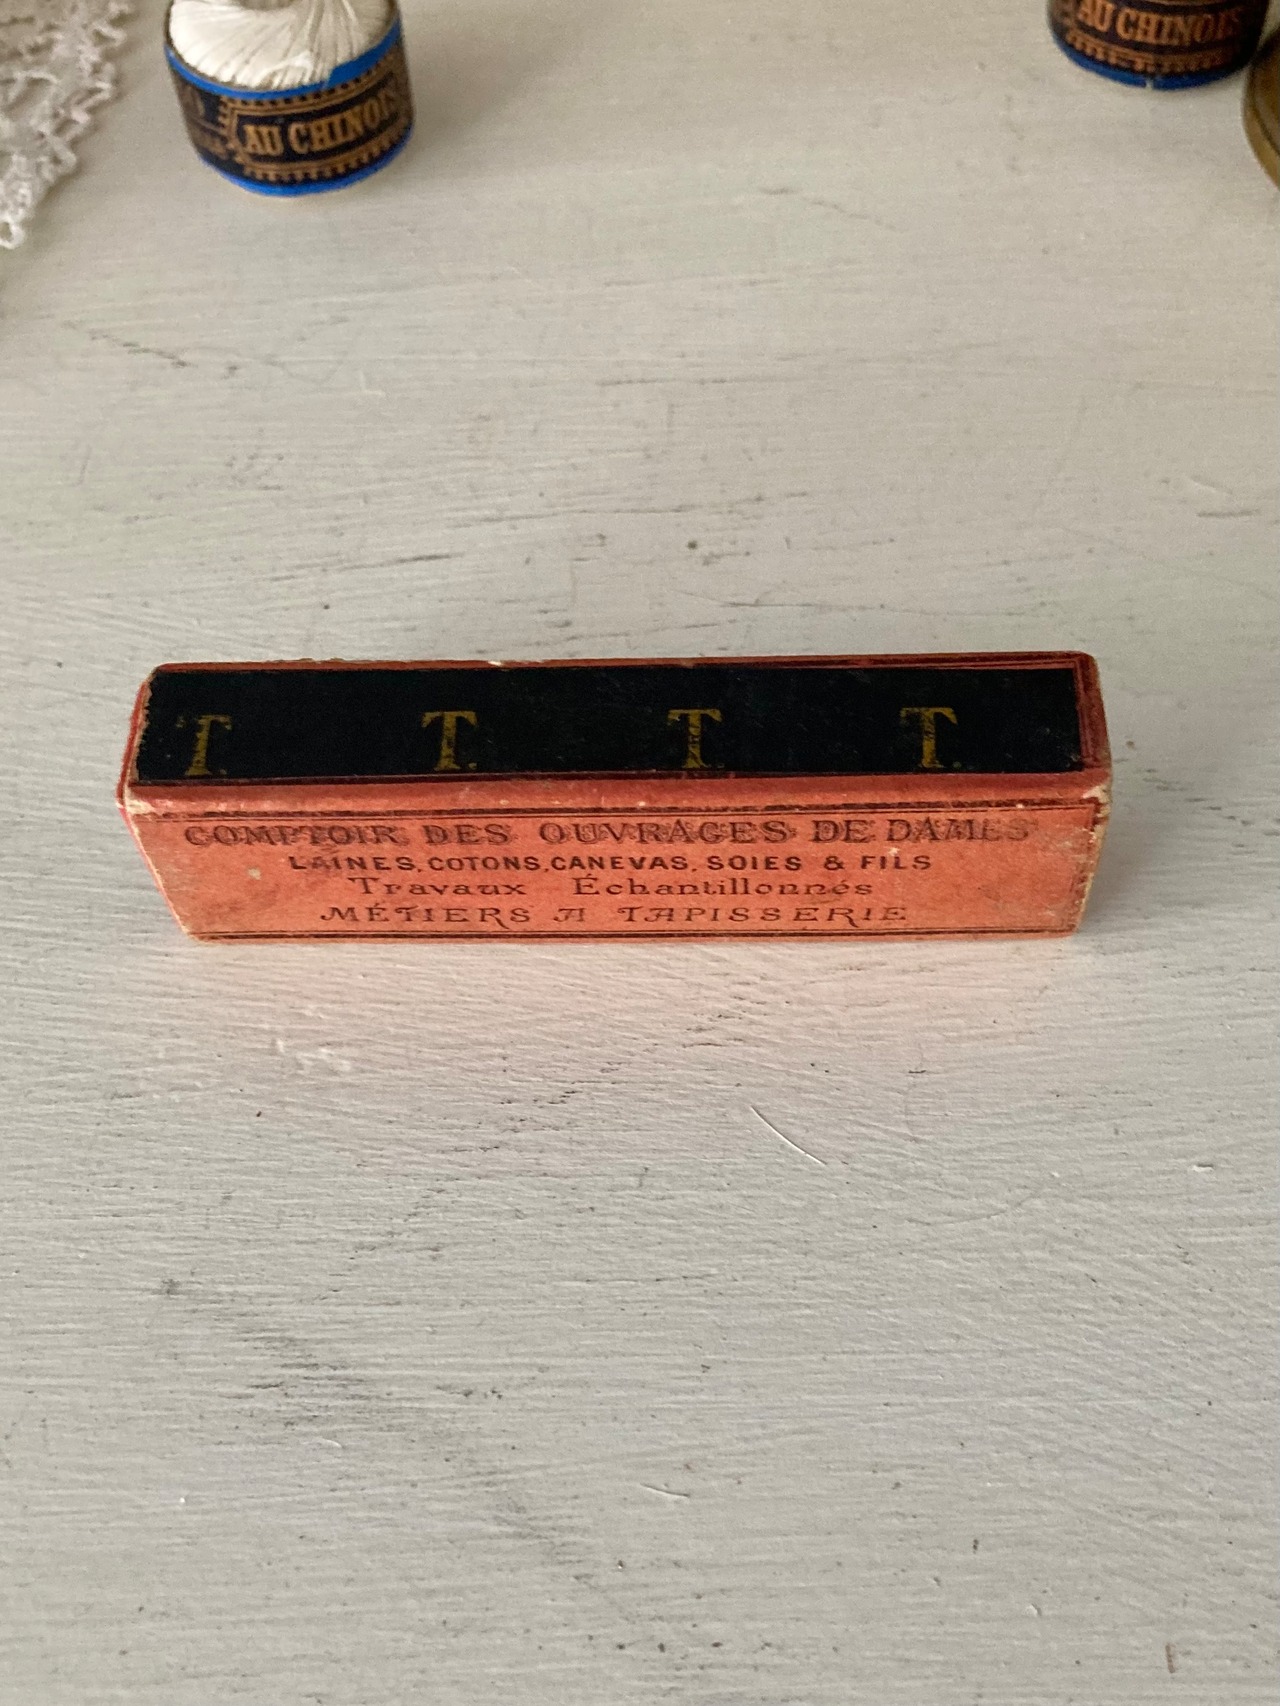 AU CHINOIS
AU CHINOIS
T. T. T. T.
COMPTOIR DES OUVRAGES DE DAMES
LAINES, COTONS, CANEVAS, SOIES & FILS
Travaux Échantillonnés
MÉTIERS A TAPISSERIE